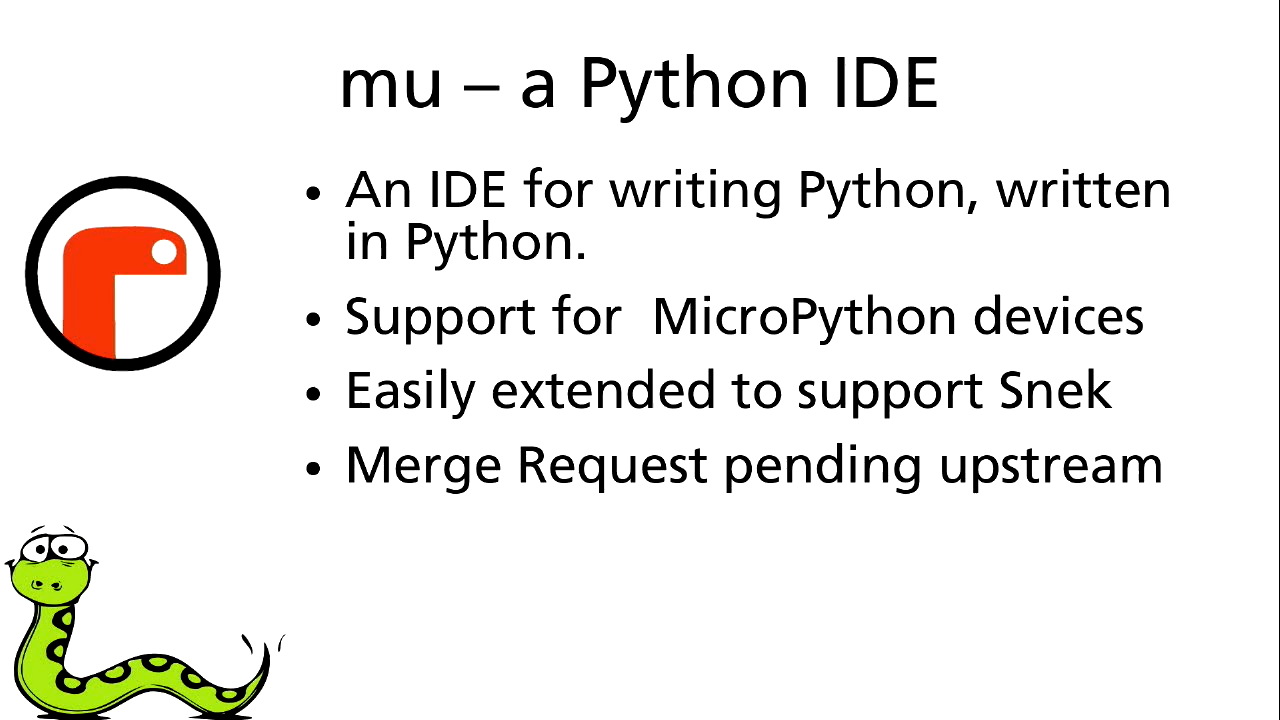 mu – a Python IDE
• An IDE for writing Python, written
in Python.
• Support for  MicroPython devices
• Easily extended to support Snek
• Merge Request pending upstream